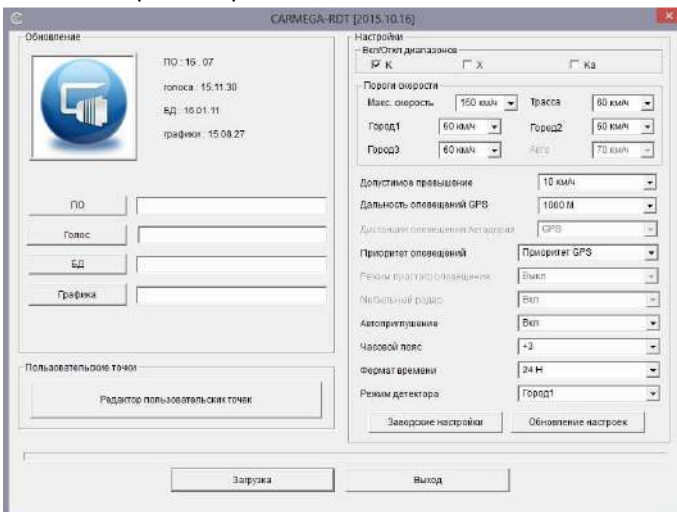 CARMEGA-RDT [2015.10.16]
Обновление
ПО : 16 . 07
голоса : 15.11.30
БД : 16.01.11
графики : 15.08.27
ПО
Голос
БД
Графика
Пользовательские точки
Редактор пользовательских точек
Настройки
Вкл/Откл диапазонов
K X Ka
Пороги скорости
Макс. скорость 150 км/ч Трасса 60 км/ч
Город1 60 км/ч Город2 60 км/ч
Город3 60 км/ч Авто 70 км/ч
Допустимое превышение 10 км/ч
Дальность оповещений GPS 1000 М
Дистанция оповещения Автодория GPS
Приоритет оповещений Приоритет GPS
Режим простого оповещения Выкл
Мобильный радар Вкл
Автоприглушение Вкл
Часовой пояс +3
Формат времени 24 H
Режим детектора Город1
Заводские настройки Обновление настроек
Загрузка Выход